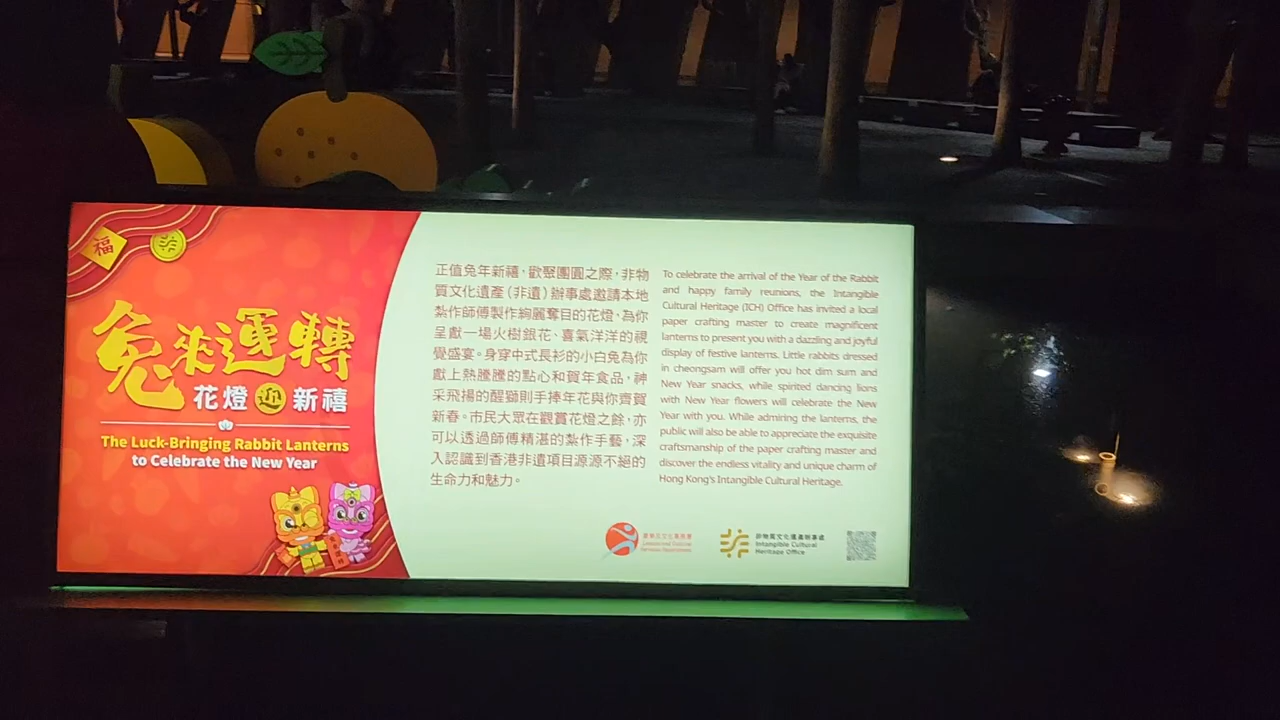 福
兔來運轉
花燈迎新禧
The Luck-Bringing Rabbit Lanterns
to Celebrate the New Year
正值兔年新禧，歡聚團圓之際，非物
質文化遺產（非遺）辦事處邀請本地
紮作師傅製作絢麗奪目的花燈，為你
呈獻一場火樹銀花、喜氣洋洋的視
覺盛宴。身穿中式長衫的小白兔為你
獻上熱騰騰的點心和賀年食品，神
采飛揚的醒獅則手捧年花與你齊賀
新春。市民大眾在觀賞花燈之餘，亦
可以透過師傅精湛的紮作手藝，深
入認識到香港非遺項目源源不絕的
生命力和魅力。
To celebrate the arrival of the Year of the Rabbit
and happy family reunions, the Intangible
Cultural Heritage (ICH) Office has invited a local
paper crafting master to create magnificent
lanterns to present you with a dazzling and joyful
display of festive lanterns. Little rabbits dressed
in cheongsam will offer you hot dim sum and
New Year snacks, while spirited dancing lions
with New Year flowers will celebrate the New
Year with you. While admiring the lanterns, the
public will also be able to appreciate the exquisite
craftsmanship of the paper crafting master and
discover the endless vitality and unique charm of
Hong Kong's Intangible Cultural Heritage.
康樂及文化事務署
Leisure and Cultural
Services Department
非物質文化遺產辦事處
Intangible Cultural
Heritage Office